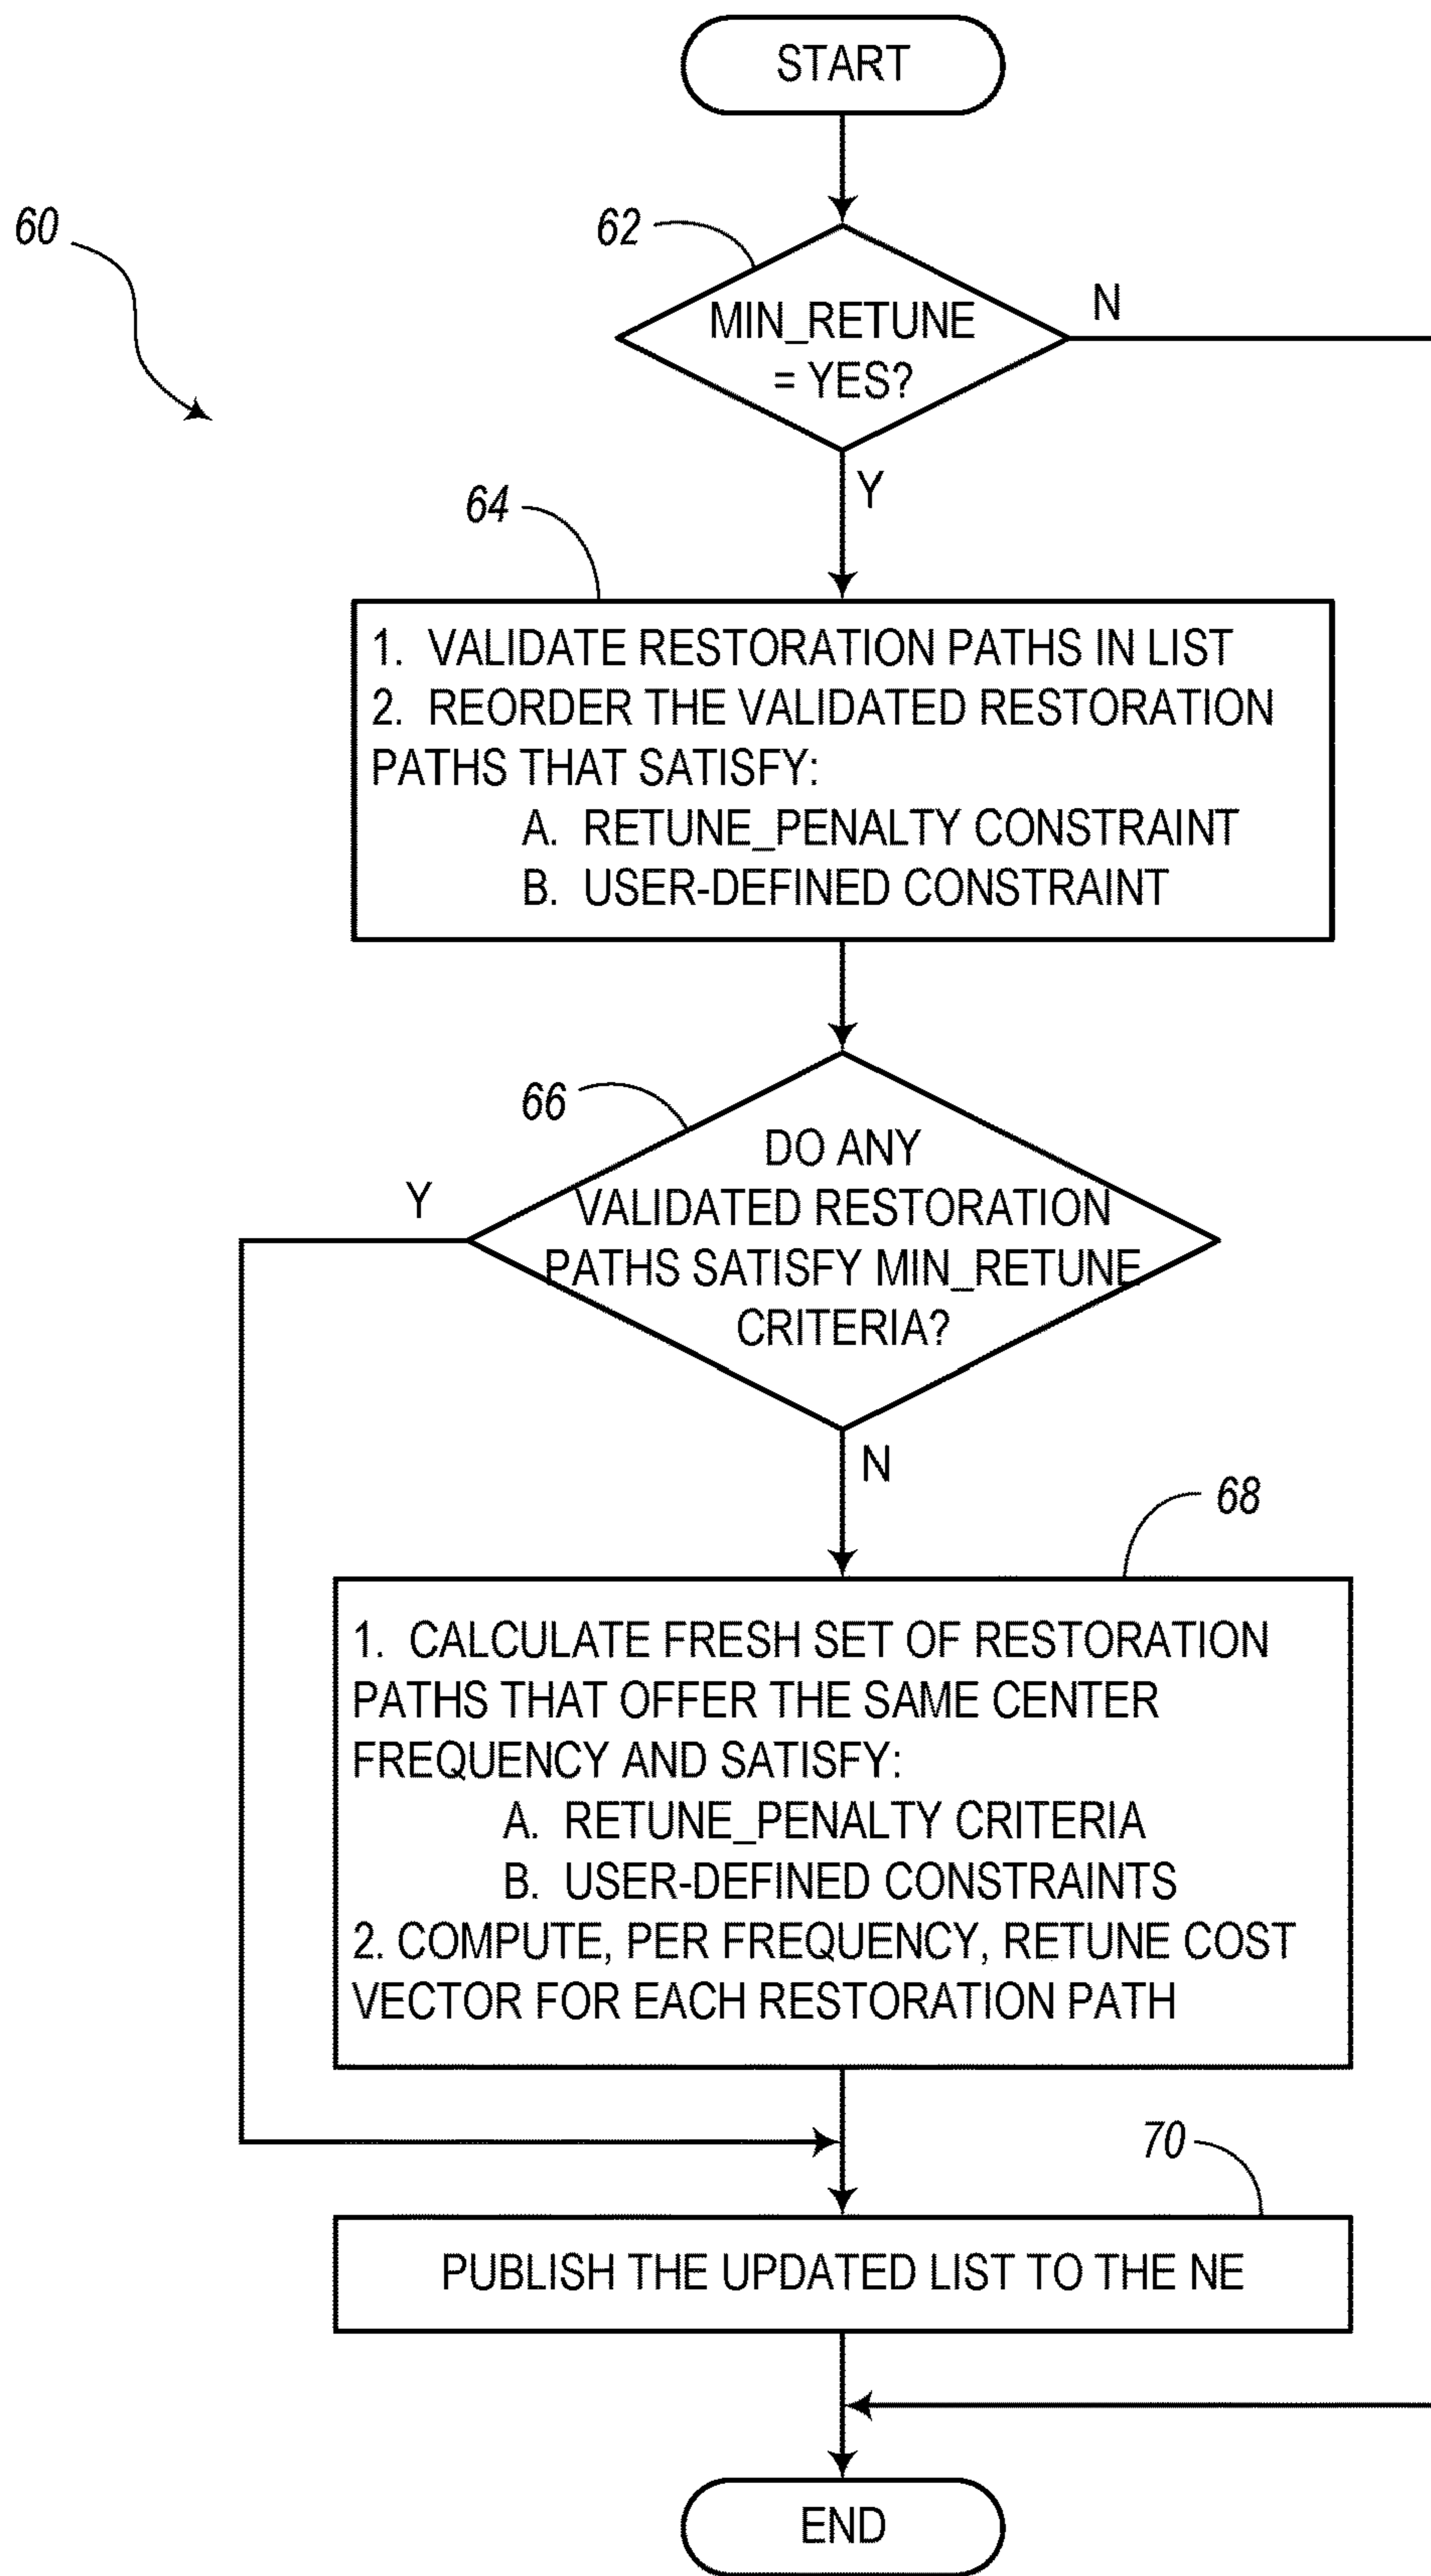 START
60
62
MIN_RETUNE
= YES?
N
Y
64
1. VALIDATE RESTORATION PATHS IN LIST
2. REORDER THE VALIDATED RESTORATION
PATHS THAT SATISFY:
A. RETUNE_PENALTY CONSTRAINT
B. USER-DEFINED CONSTRAINT
66
DO ANY
VALIDATED RESTORATION
PATHS SATISFY MIN_RETUNE
CRITERIA?
Y
N
68
1. CALCULATE FRESH SET OF RESTORATION
PATHS THAT OFFER THE SAME CENTER
FREQUENCY AND SATISFY:
A. RETUNE_PENALTY CRITERIA
B. USER-DEFINED CONSTRAINTS
2. COMPUTE, PER FREQUENCY, RETUNE COST
VECTOR FOR EACH RESTORATION PATH
70
PUBLISH THE UPDATED LIST TO THE NE
END